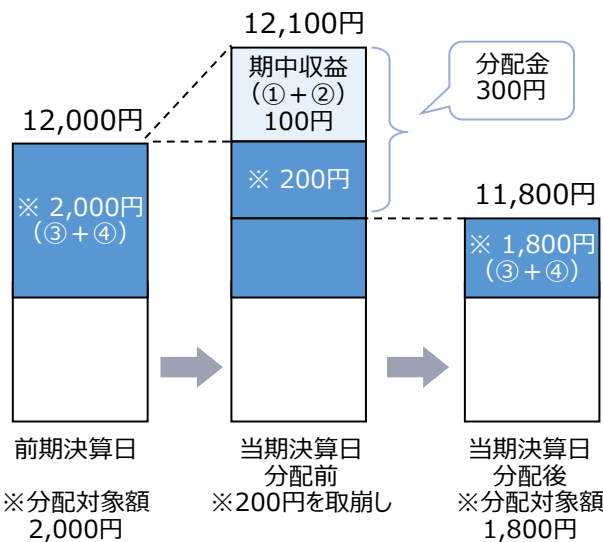 12,100円
期中収益
（①＋②）
100円
分配金
300円
12,000円
※ 2,000円
（③＋④）
※ 200円
11,800円
※ 1,800円
（③＋④）
前期決算日
※分配対象額
2,000円
当期決算日
分配前
※200円を取崩し
当期決算日
分配後
※分配対象額
1,800円